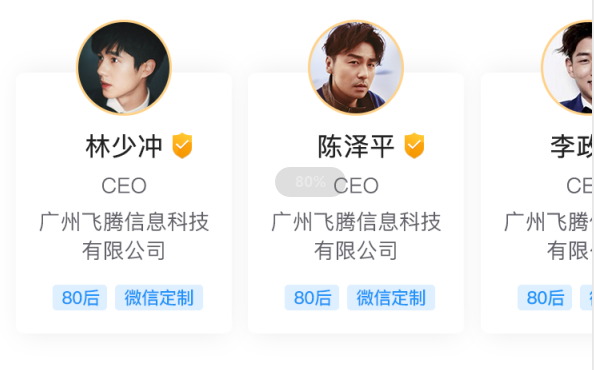 林少冲
CEO
广州飞腾信息科技
有限公司
80后 微信定制
陈泽平
80%
CEO
广州飞腾信息科技
有限公司
80后 微信定制
李政
CE
广州飞
有限
80后